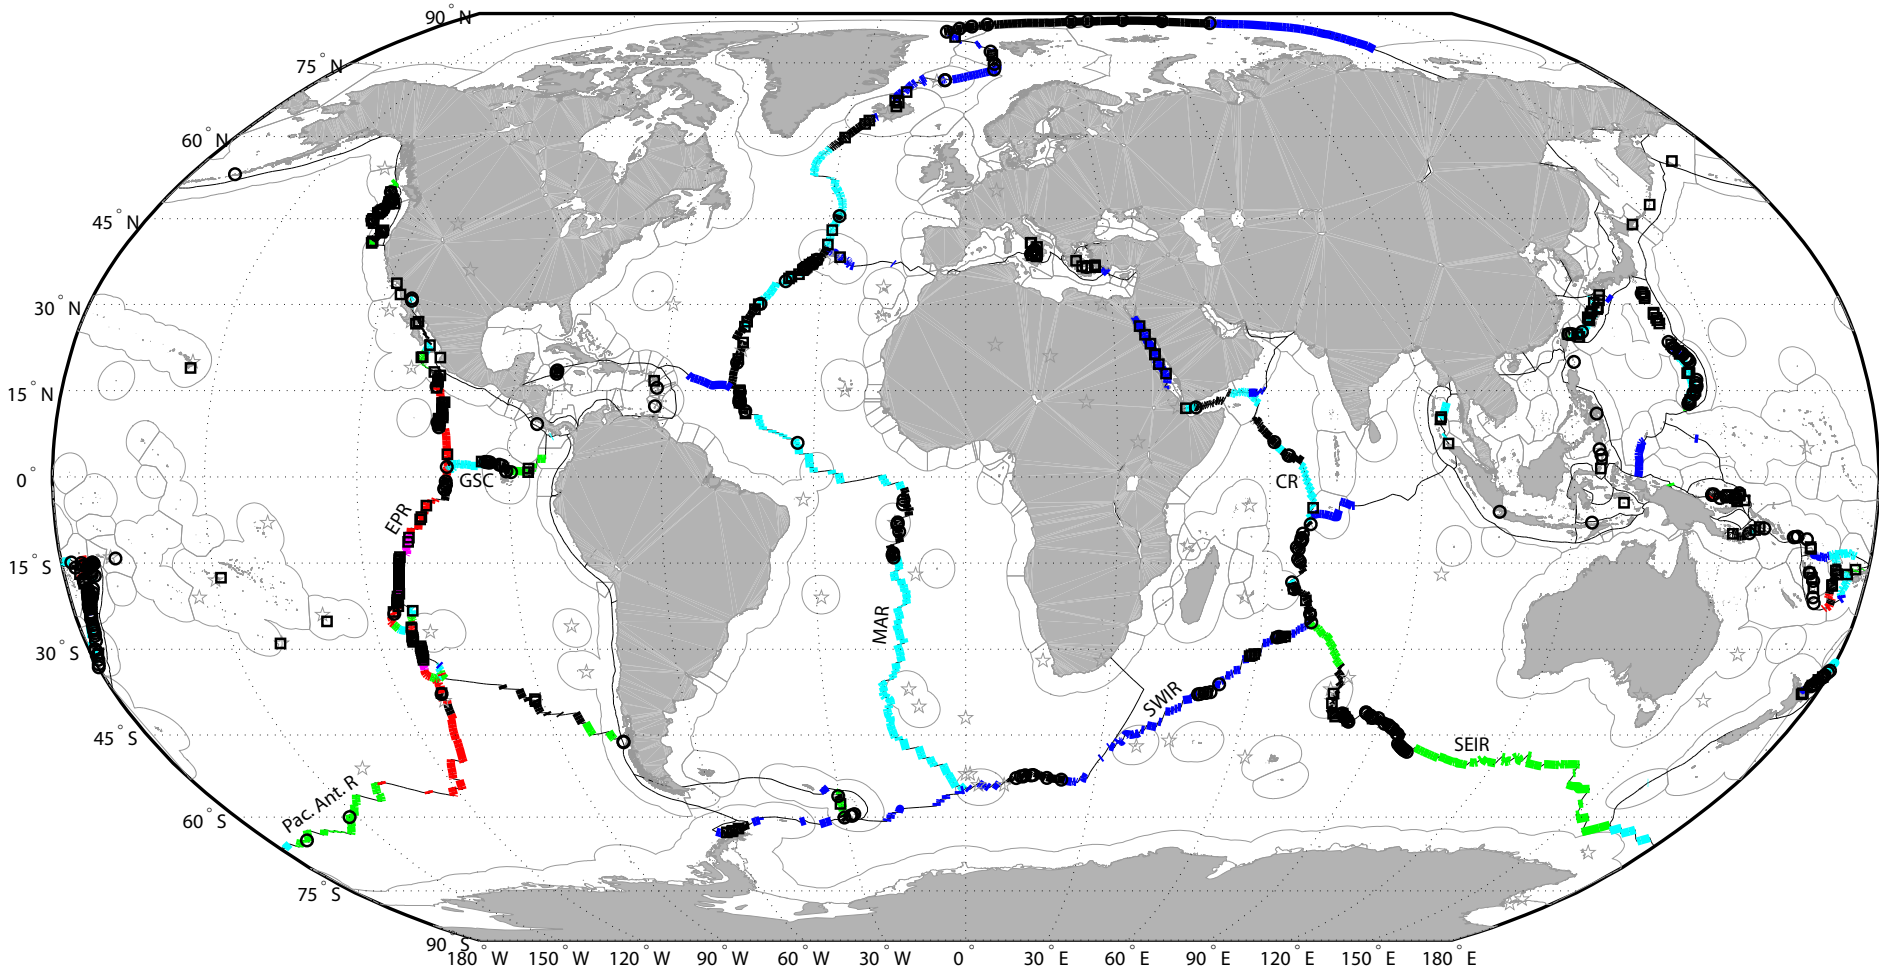 90° N
75° N
60° N
45° N
30° N
15° N
0°
15° S
30° S
45° S
60° S
75° S
90° S
GSC
EPR
CR
MAR
SWIR
SEIR
Pac. Ant. R
180° W 150° W 120° W 90° W 60° W 30° W 0° 30° E 60° E 90° E 120° E 150° E 180° E